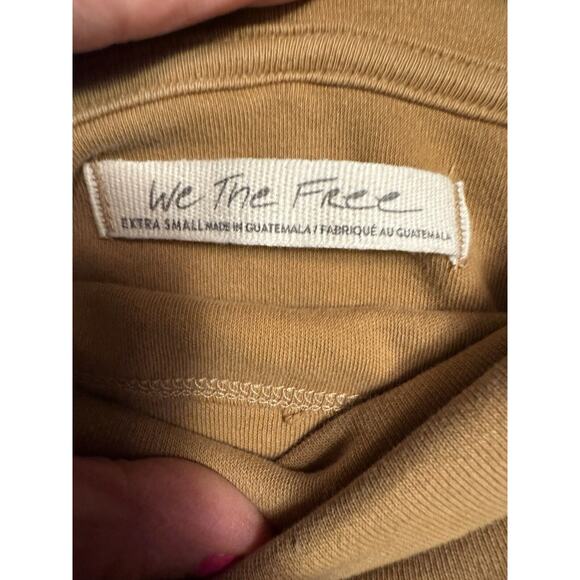 We The Free
EXTRA SMALL MADE IN GUATEMALA / FABRIQUÉ AU GUATEMALA